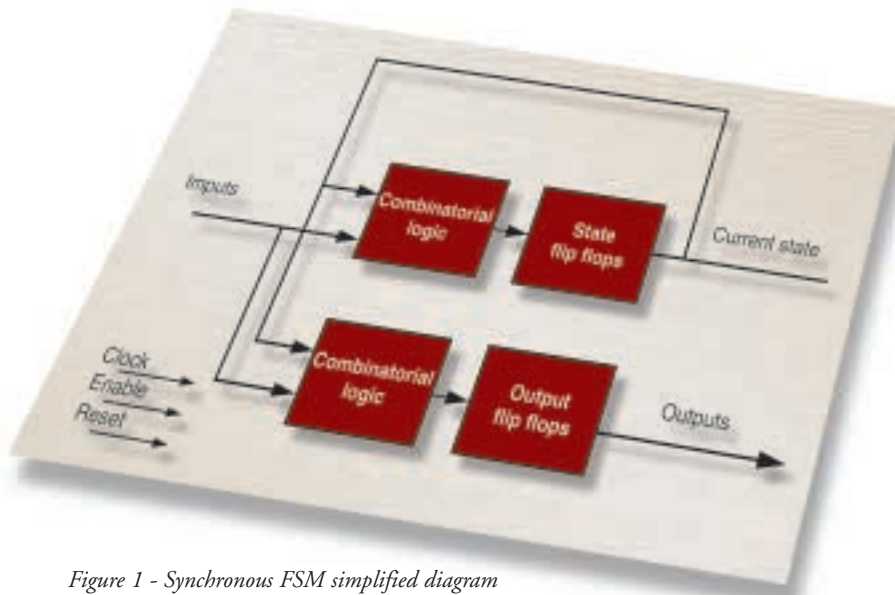 Imputs
Combinatorial
logic
State
flip flops
Current state
Clock
Enable
Reset
Combinatorial
logic
Output
flip flops
Outputs
Figure 1 - Synchronous FSM simplified diagram